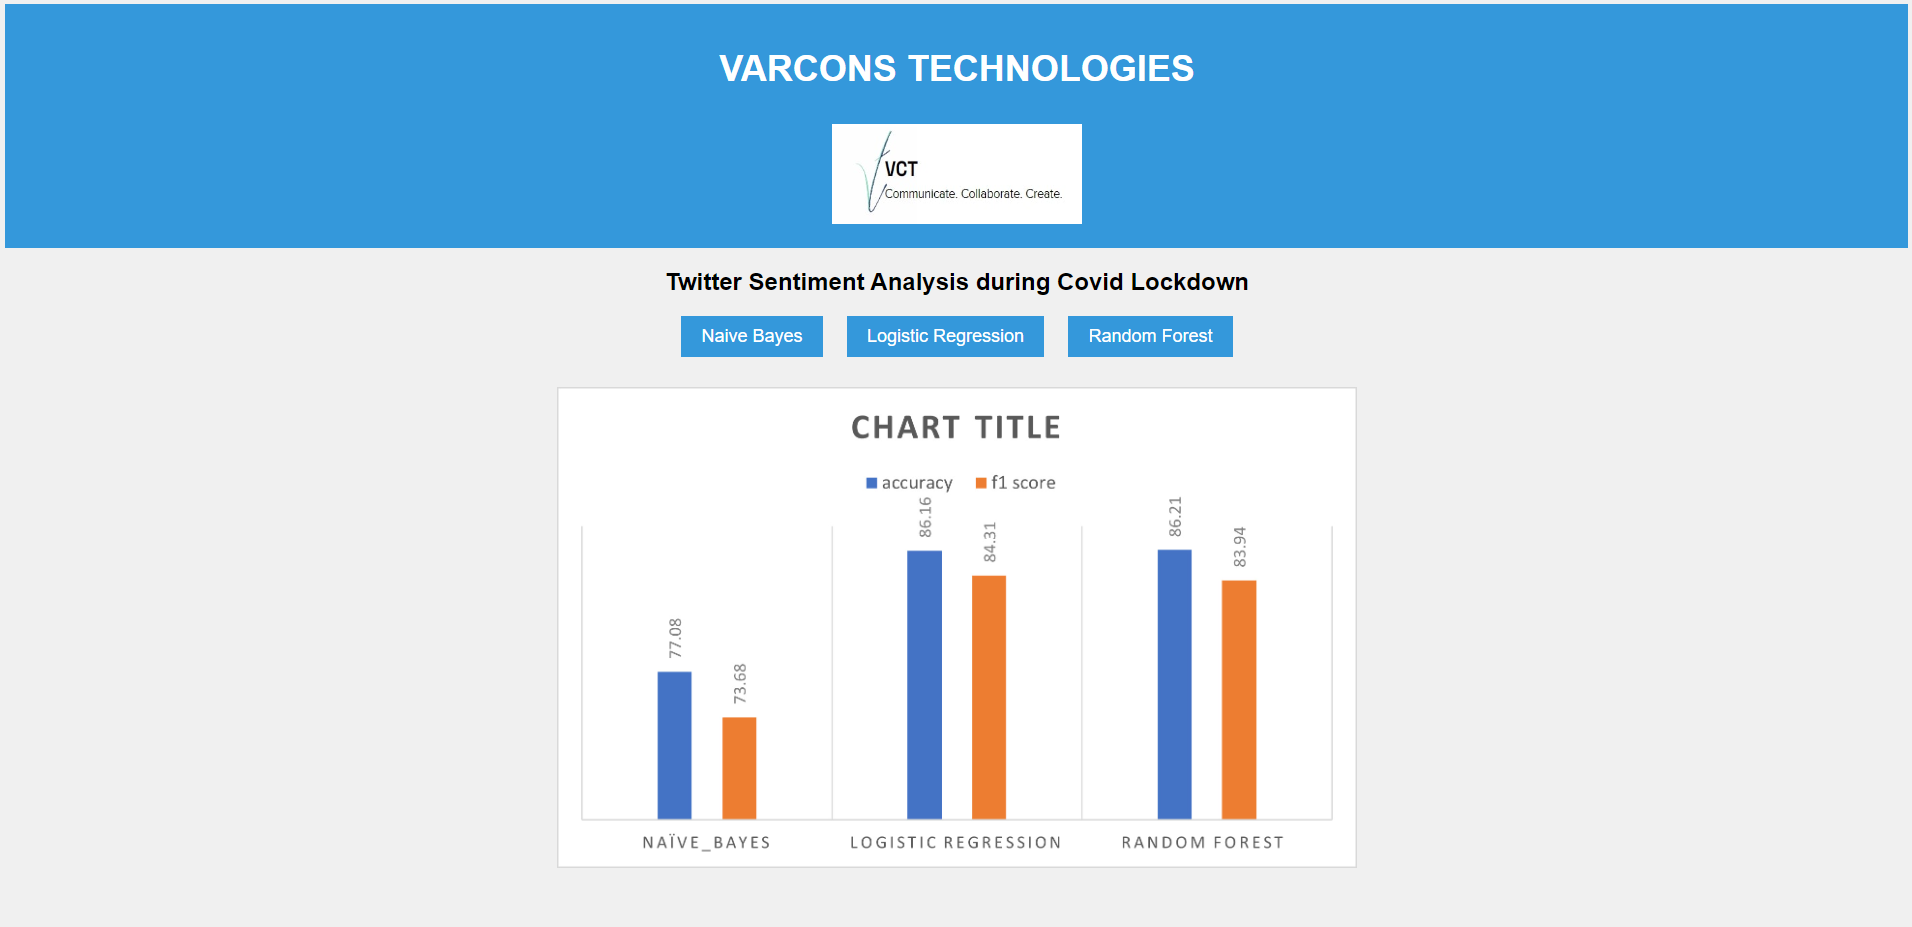 VARCONS TECHNOLOGIES
VCT
Communicate. Collaborate. Create.
Twitter Sentiment Analysis during Covid Lockdown
Naive Bayes
Logistic Regression
Random Forest
CHART TITLE
accuracy f1 score
77.08
73.68
86.16
84.31
86.21
83.94
NAÏVE_BAYES
LOGISTIC REGRESSION
RANDOM FOREST